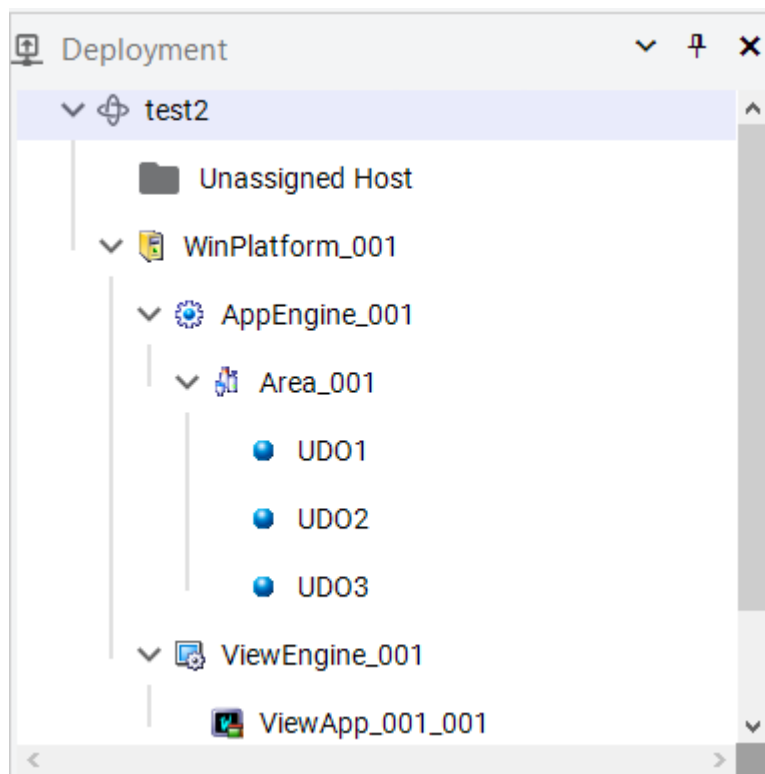 Deployment
test2
Unassigned Host
WinPlatform_001
AppEngine_001
Area_001
UDO1
UDO2
UDO3
ViewEngine_001
ViewApp_001_001